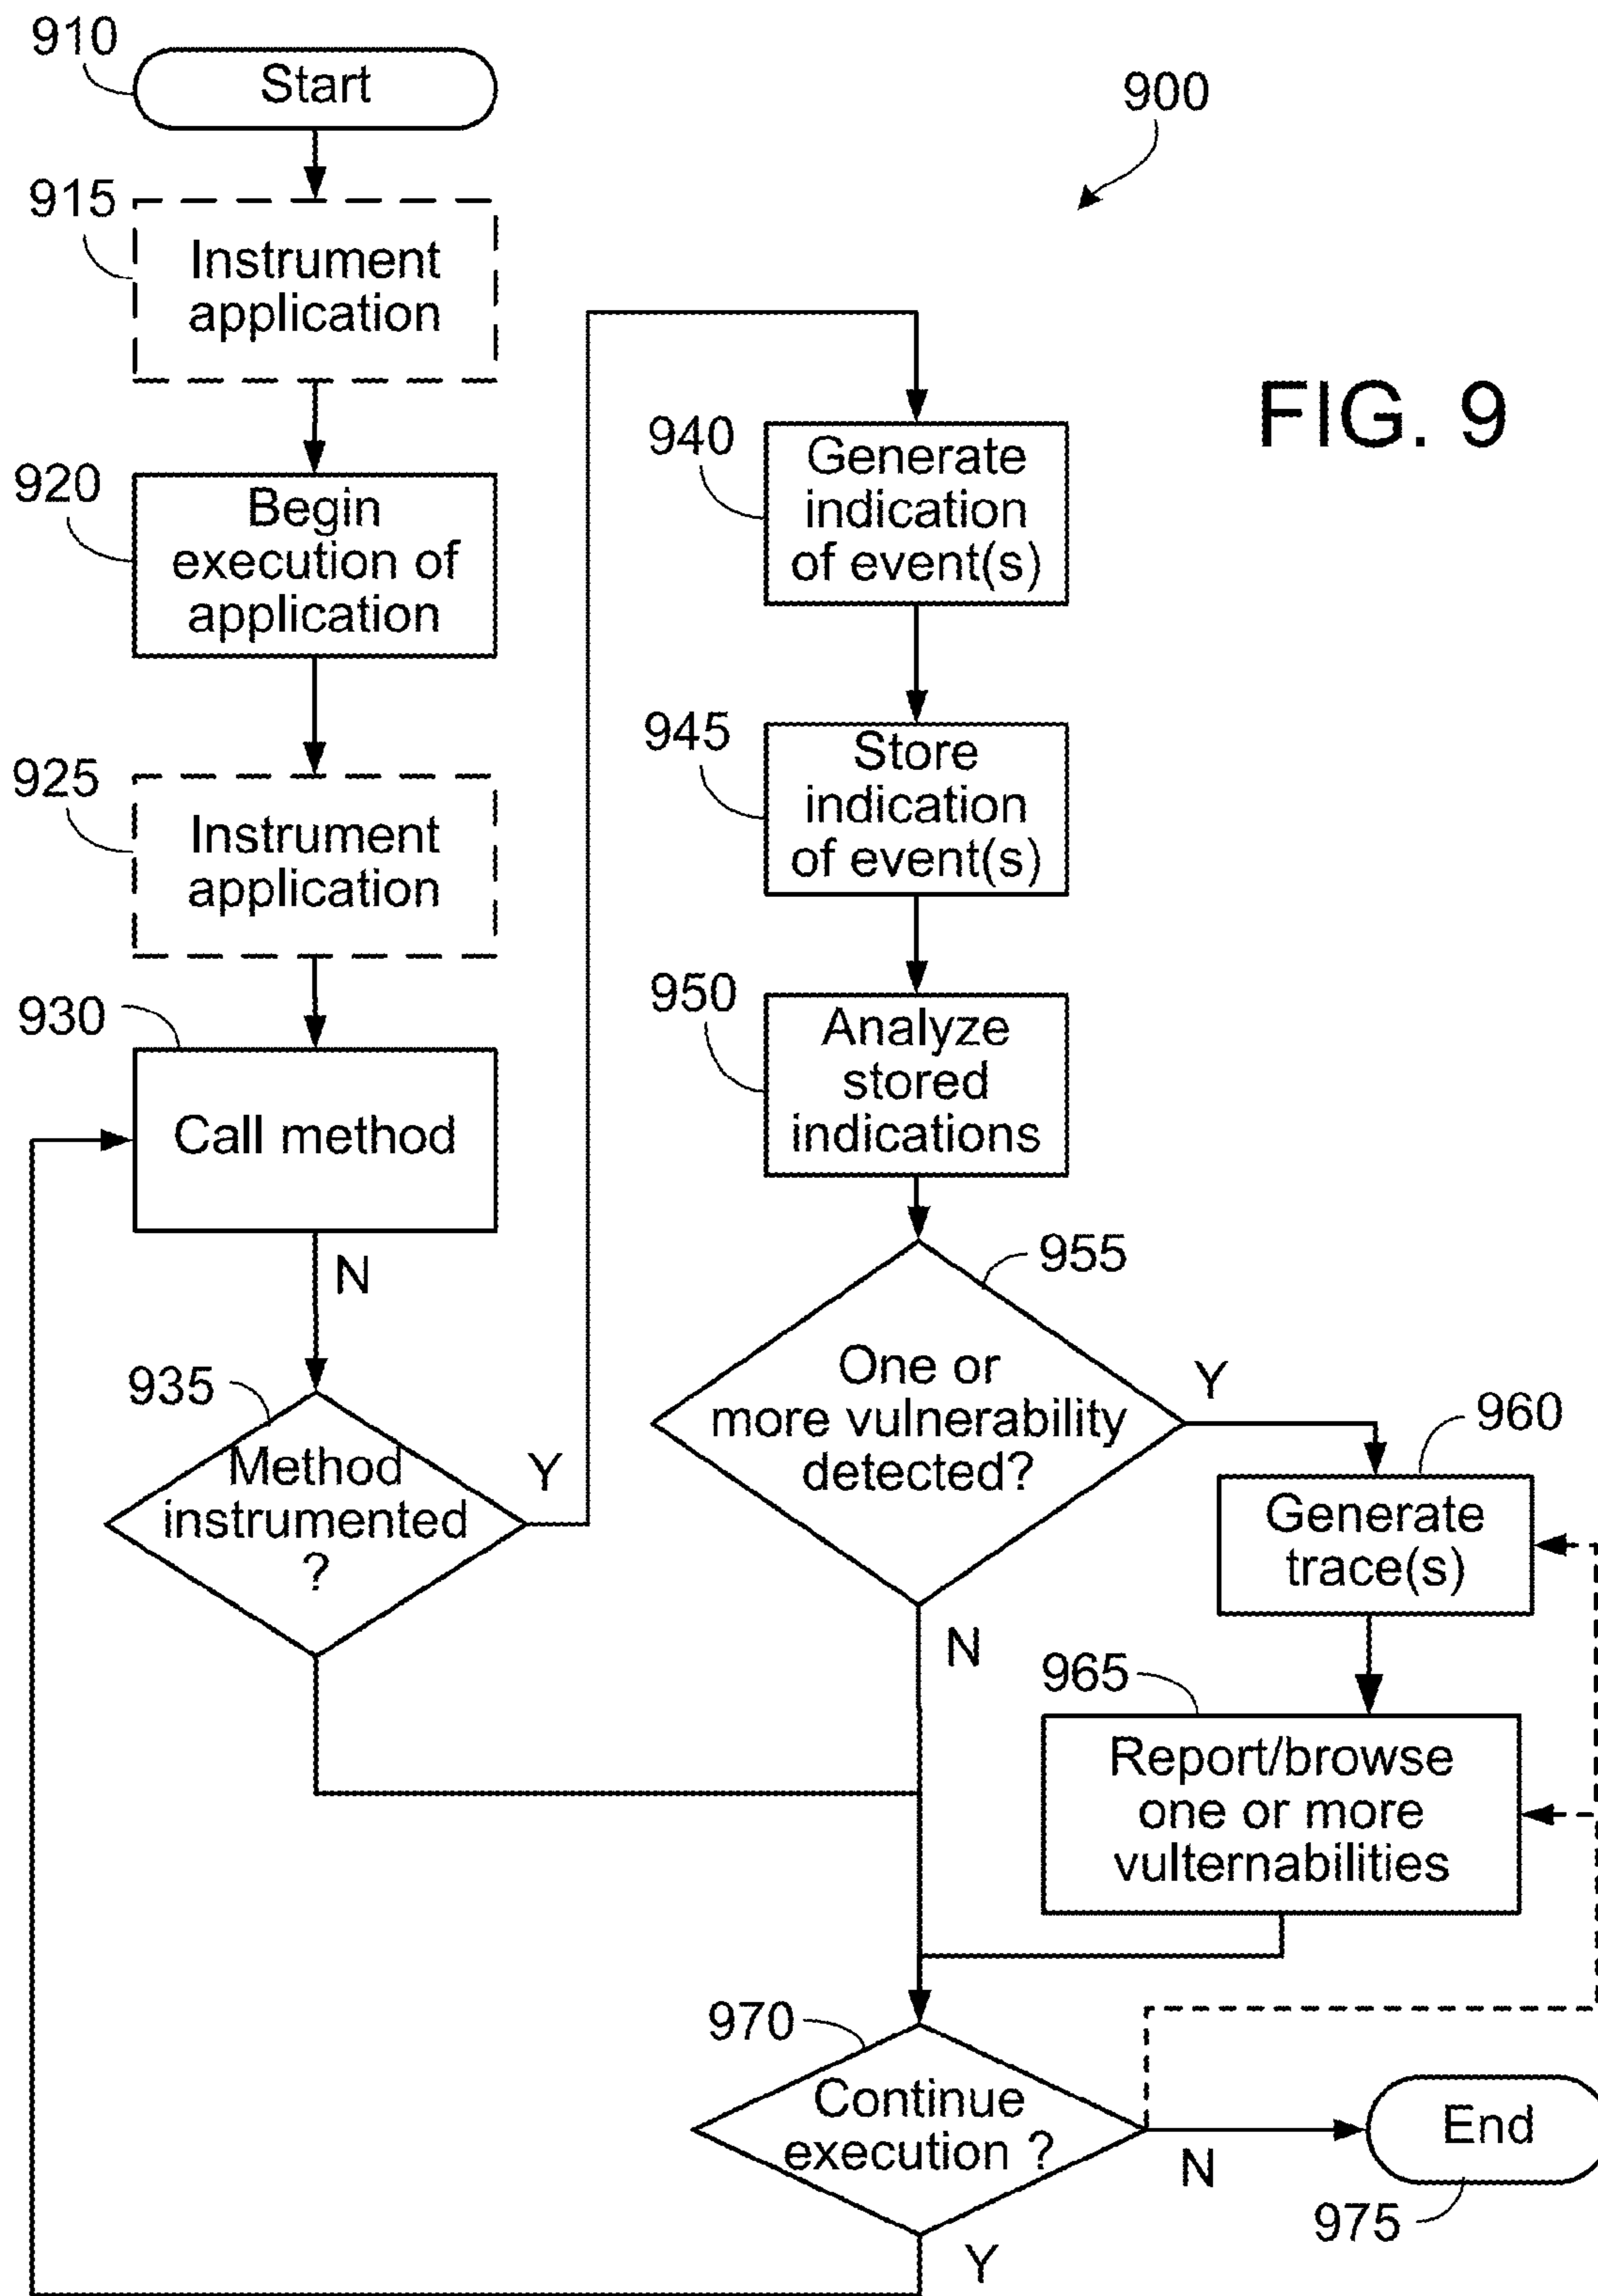 910
Start
900
915
Instrument
application
FIG. 9
920
Begin
execution of
application
925
Instrument
application
930
Call method
N
935
Method
instrumented
?
Y
940
Generate
indication
of event(s)
945
Store
indication
of event(s)
950
Analyze
stored
indications
955
One or
more vulnerability
detected?
Y
N
960
Generate
trace(s)
965
Report/browse
one or more
vulternabilities
970
Continue
execution ?
N
Y
End
975